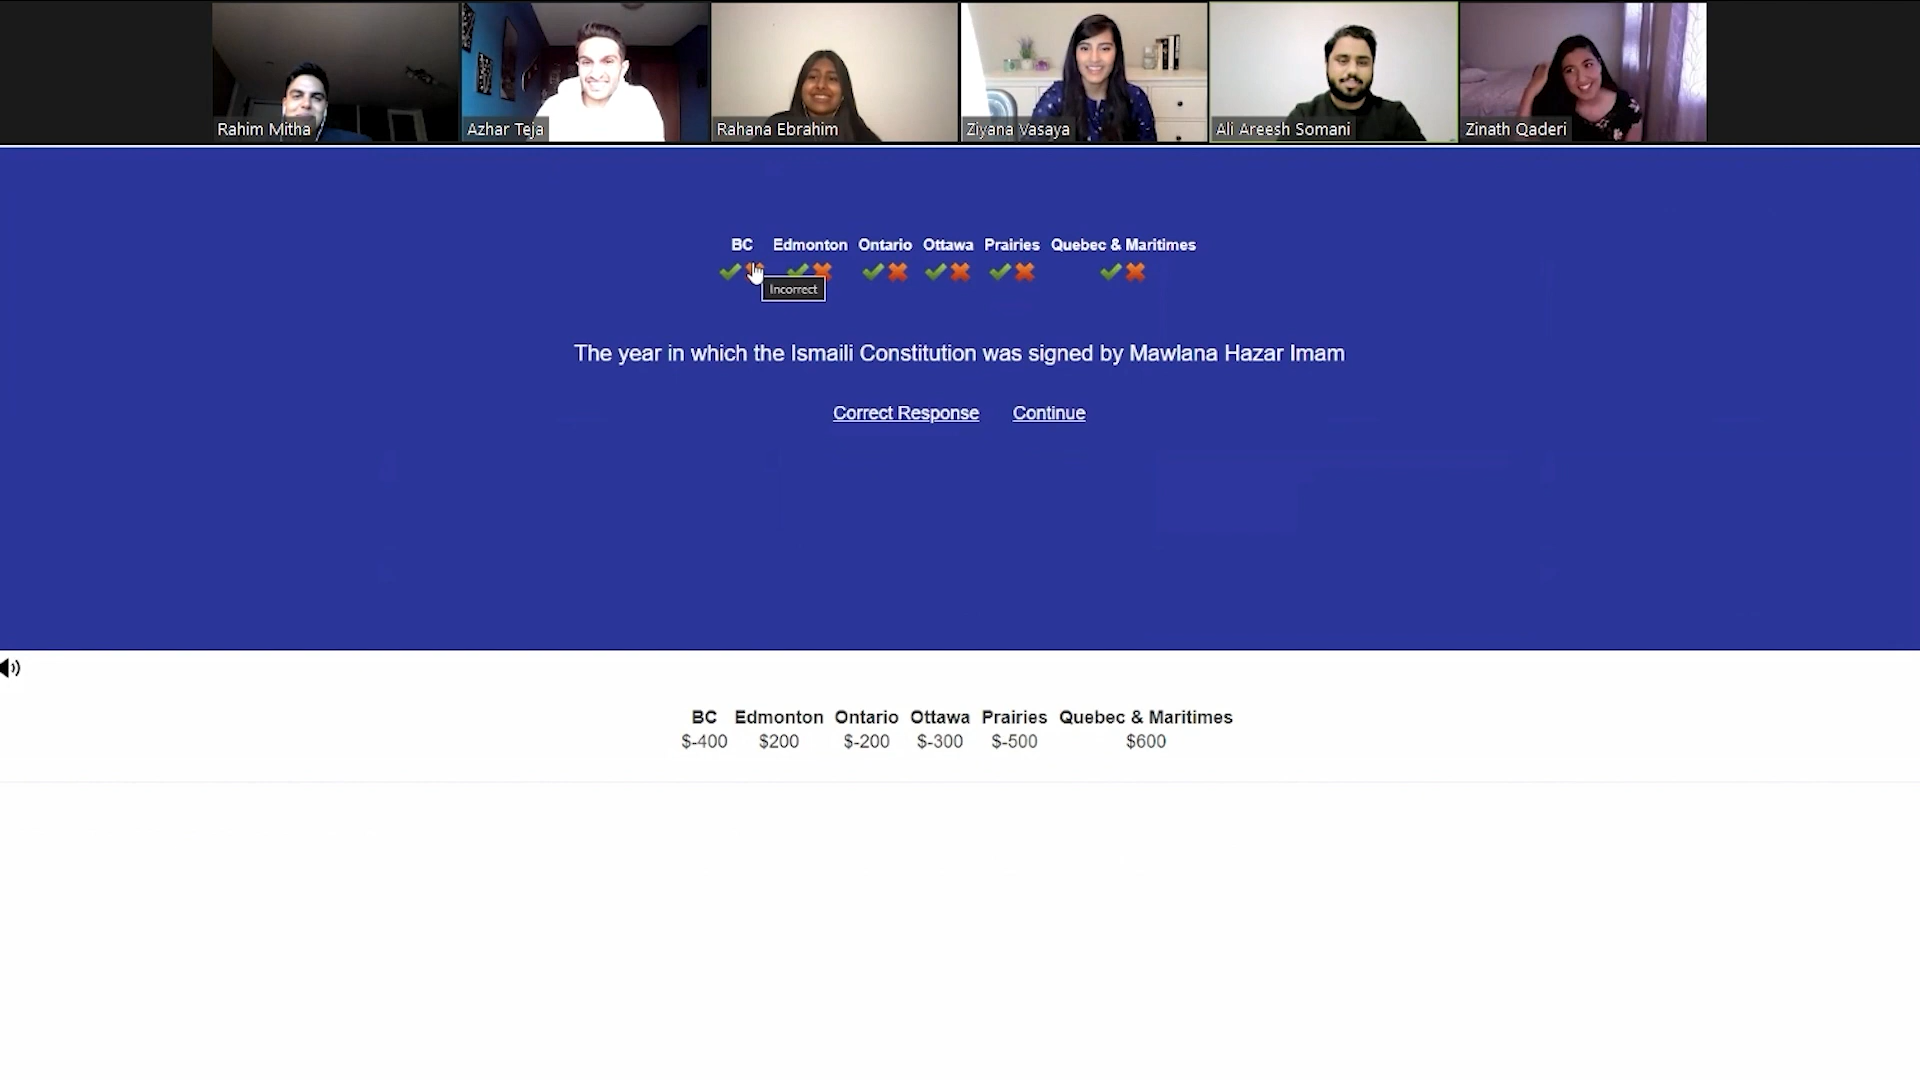 Rahim Mitha Azhar Teja Rahana Ebrahim Ziyana Vasaya Ali Areesh Somani Zinath Qaderi
BC Edmonton Ontario Ottawa Prairies Quebec & Maritimes
Incorrect
The year in which the Ismaili Constitution was signed by Mawlana Hazar Imam
Correct Response Continue
BC Edmonton Ontario Ottawa Prairies Quebec & Maritimes
$-400 $200 $-200 $-300 $-500 $600